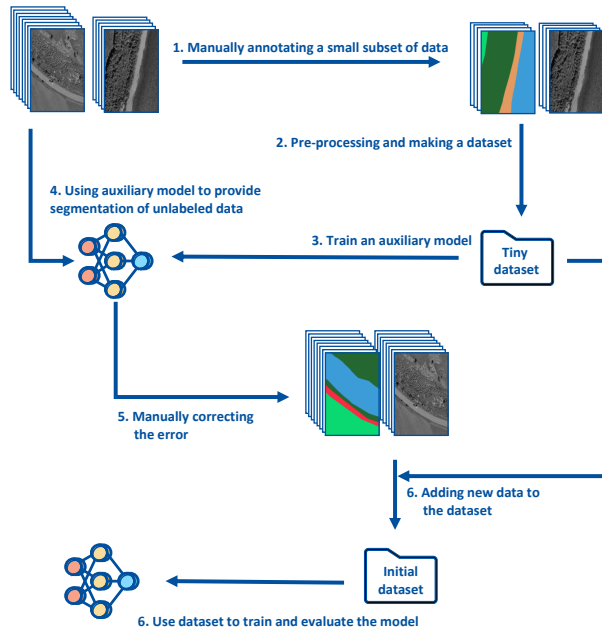 1. Manually annotating a small subset of data
2. Pre-processing and making a dataset
4. Using auxiliary model to provide
segmentation of unlabeled data
3. Train an auxiliary model
Tiny
dataset
5. Manually correcting
the error
6. Adding new data to
the dataset
Initial
dataset
6. Use dataset to train and evaluate the model